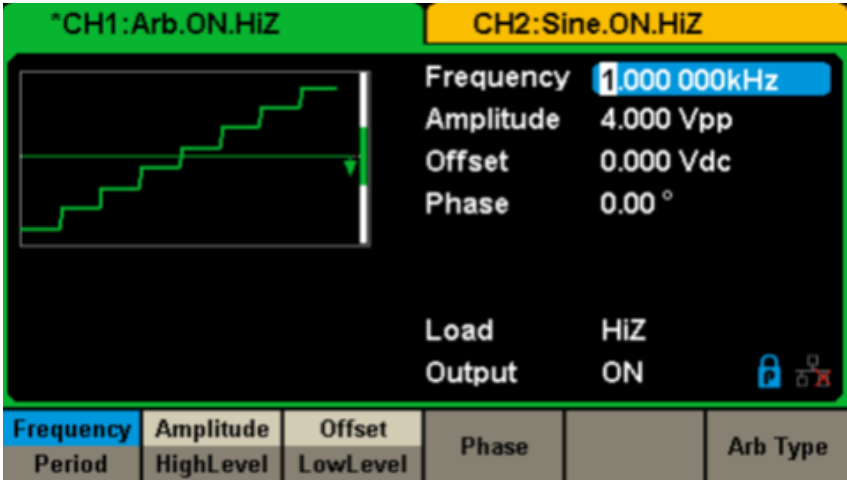 *CH1:Arb.ON.HiZ
CH2:Sine.ON.HiZ
Frequency 1.000 000kHz
Amplitude 4.000 Vpp
Offset 0.000 Vdc
Phase 0.00 °
Load HiZ
Output ON
P
Frequency Amplitude Offset Phase Arb Type
Period HighLevel LowLevel